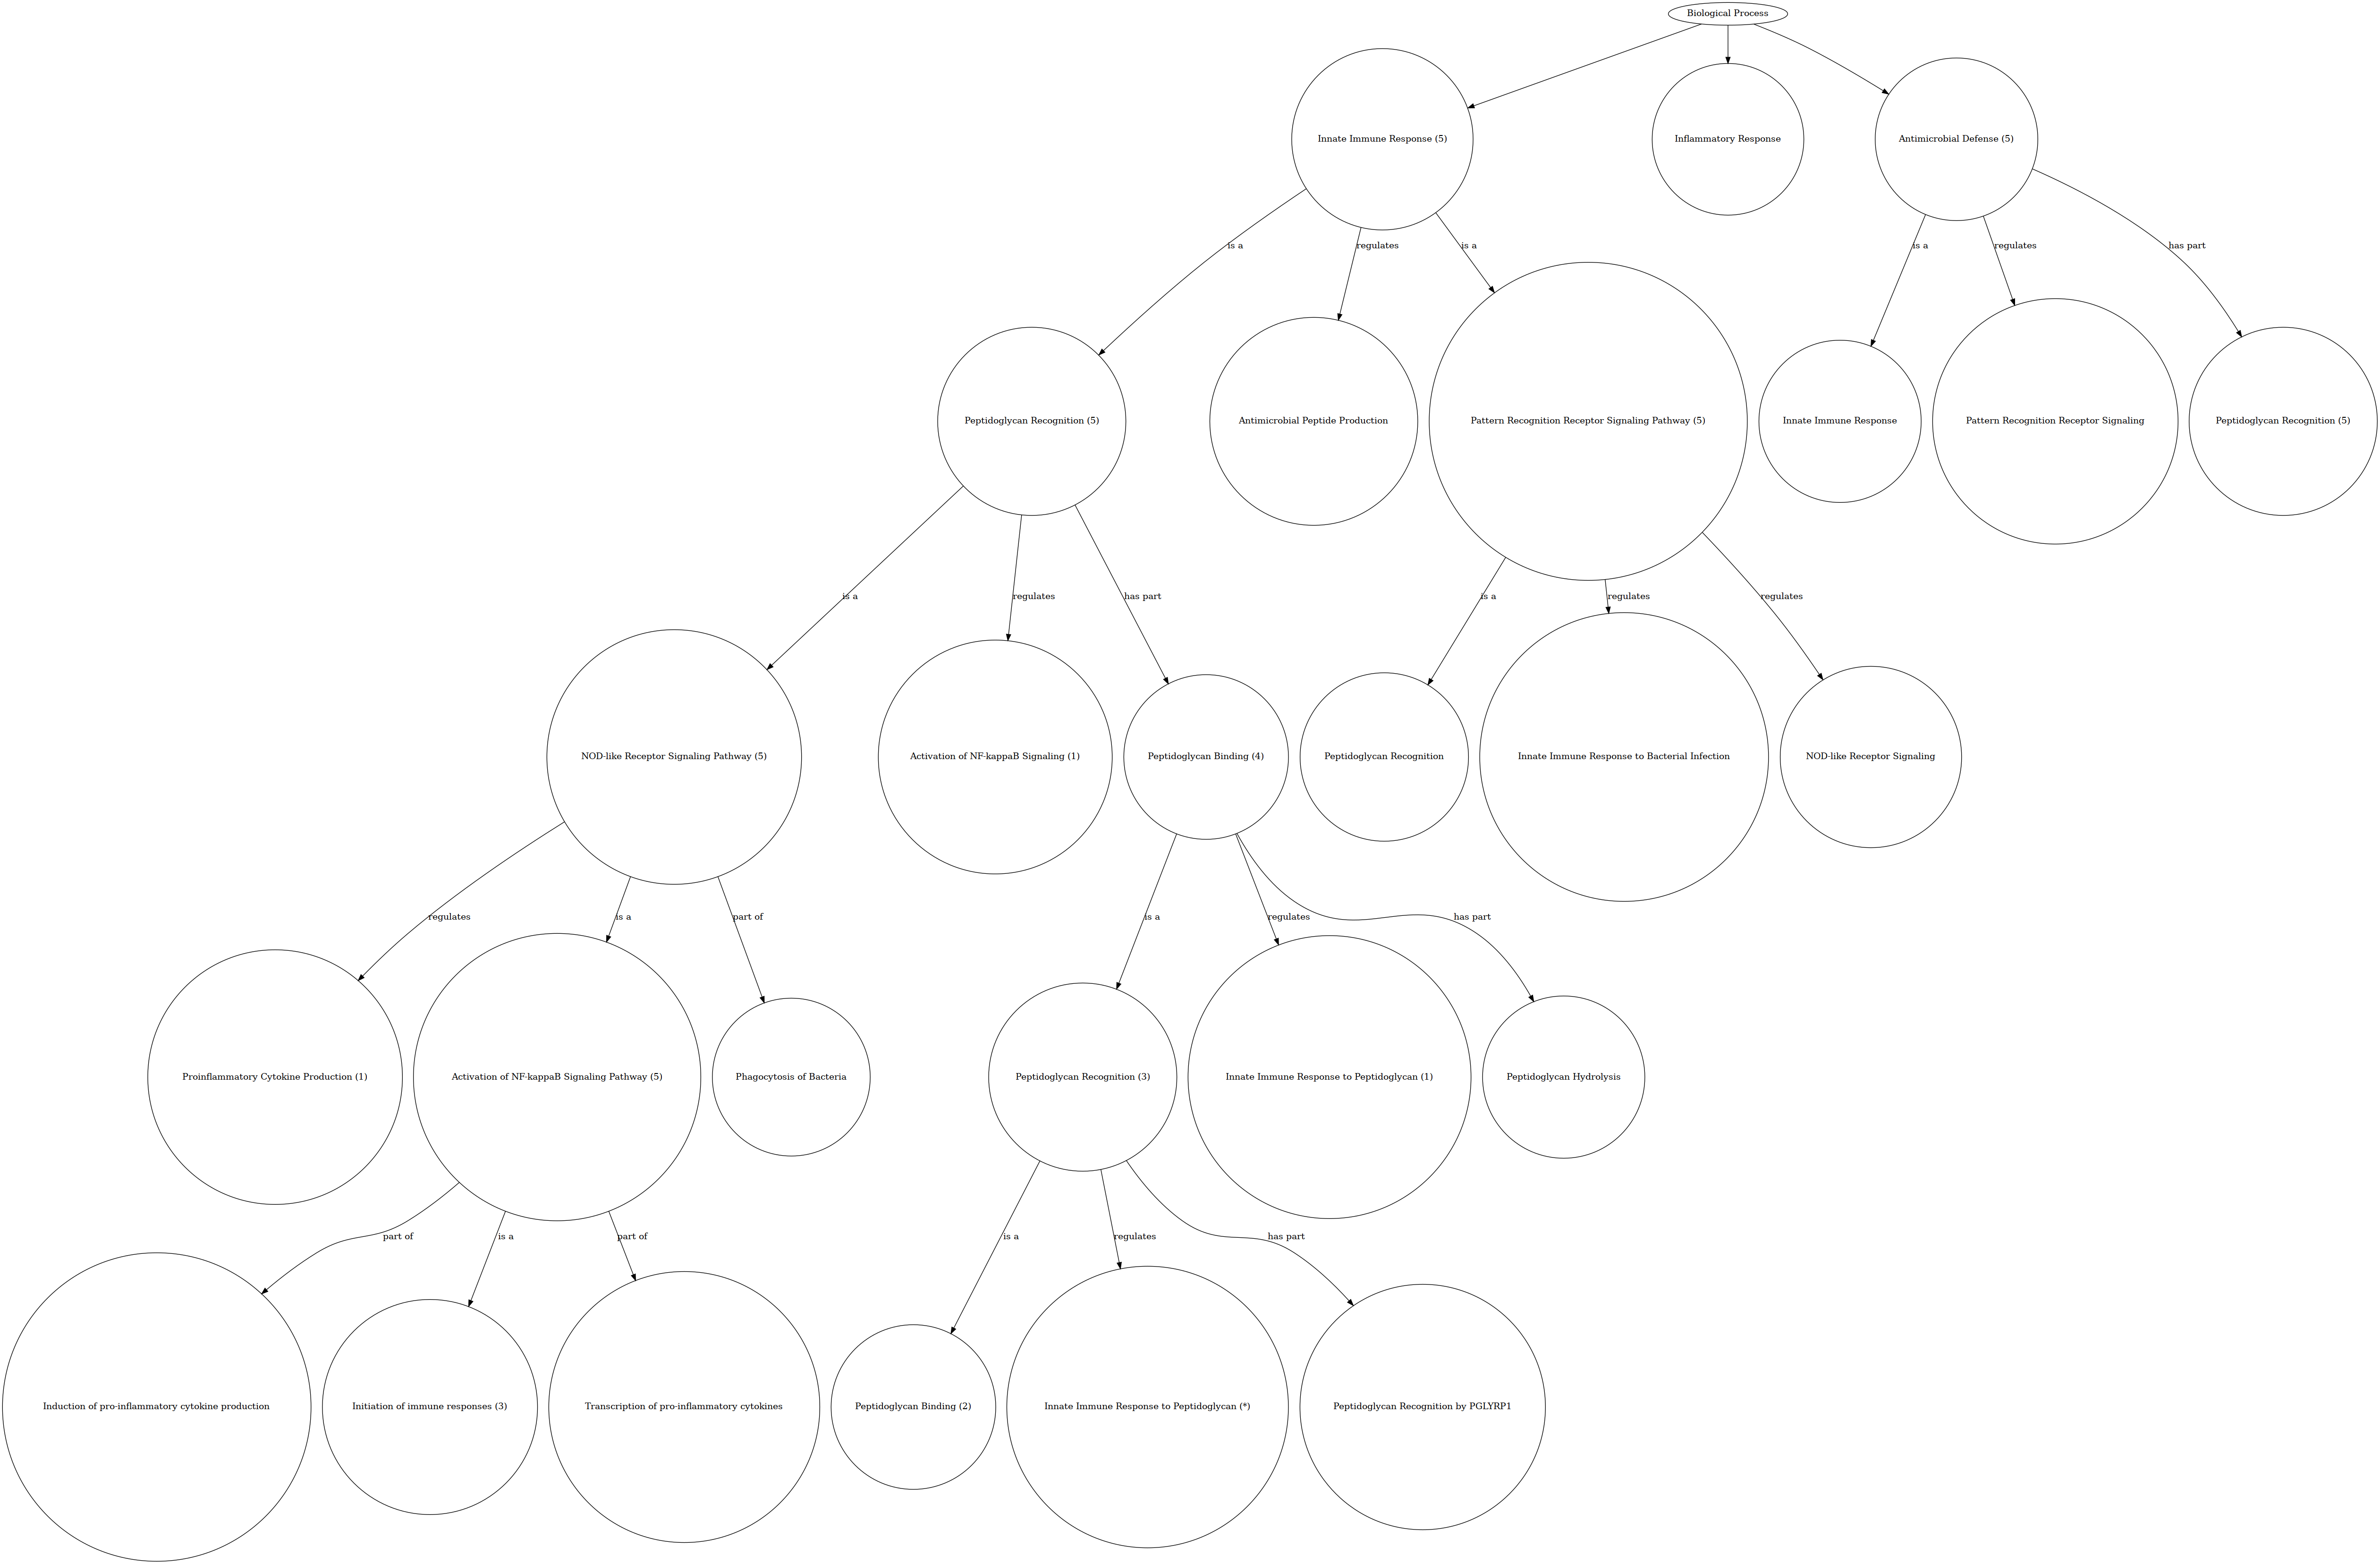 Biological Process
Innate Immune Response (5)
Inflammatory Response
Antimicrobial Defense (5)
is a
regulates
is a
is a
regulates
has part
Peptidoglycan Recognition (5)
Antimicrobial Peptide Production
Pattern Recognition Receptor Signaling Pathway (5)
Innate Immune Response
Pattern Recognition Receptor Signaling
Peptidoglycan Recognition (5)
is a
regulates
has part
is a
regulates
regulates
NOD-like Receptor Signaling Pathway (5)
Activation of NF-kappaB Signaling (1)
Peptidoglycan Binding (4)
Peptidoglycan Recognition
Innate Immune Response to Bacterial Infection
NOD-like Receptor Signaling
regulates
is a
part of
is a
regulates
has part
Proinflammatory Cytokine Production (1)
Activation of NF-kappaB Signaling Pathway (5)
Phagocytosis of Bacteria
Peptidoglycan Recognition (3)
Innate Immune Response to Peptidoglycan (1)
Peptidoglycan Hydrolysis
part of
is a
part of
is a
regulates
has part
Induction of pro-inflammatory cytokine production
Initiation of immune responses (3)
Transcription of pro-inflammatory cytokines
Peptidoglycan Binding (2)
Innate Immune Response to Peptidoglycan (*)
Peptidoglycan Recognition by PGLYRP1